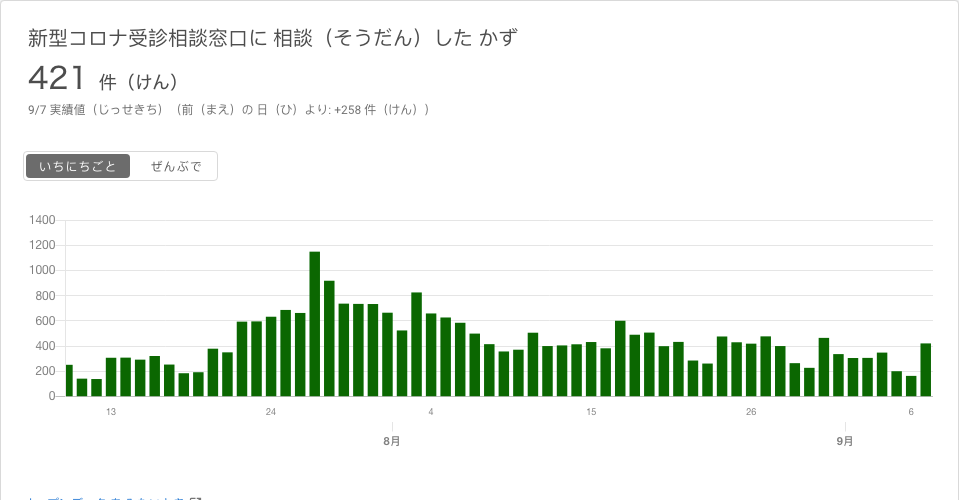 新型コロナ受診相談窓口に 相談（そうだん）した かず
421 件（けん）
9/7 実績値（じっせきち）（前（まえ）の 日（ひ）より: +258 件（けん））
いちにちごと ぜんぶで
1400
1200
1000
800
600
400
200
0
13 24 4 15 26 6
8月 9月